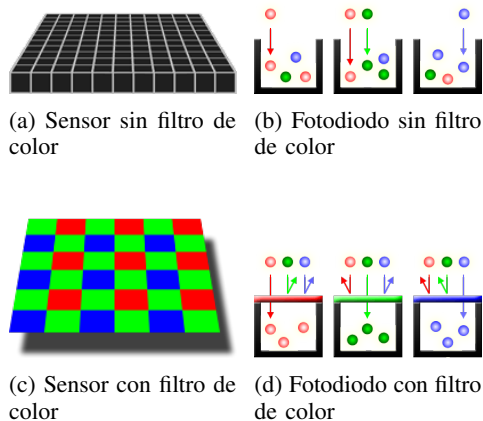 (a) Sensor sin filtro de
color
(b) Fotodiodo sin filtro
de color
(c) Sensor con filtro de
color
(d) Fotodiodo con filtro
de color